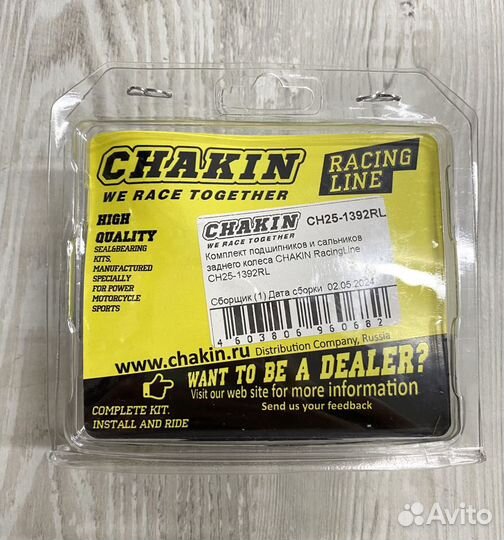 CHAKIN
WE RACE TOGETHER
RACING
LINE
HIGH
QUALITY
SEAL&BEARING
KITS,
MANUFACTURED
SPECIALLY
FOR POWER
MOTORCYCLE
SPORTS
CHAKIN
WE RACE TOGETHER
CH25-1392RL
Комплект подшипников и сальников
заднего колеса CHAKIN RacingLine
CH25-1392RL
Сборщик (1) Дата сборки 02.05.2024
4603806960682
www.chakin.ru Distribution Company, Russia
WANT TO BE A DEALER?
Visit our web site for more information
Send us your feedback
COMPLETE KIT.
INSTALL AND RIDE
Avito